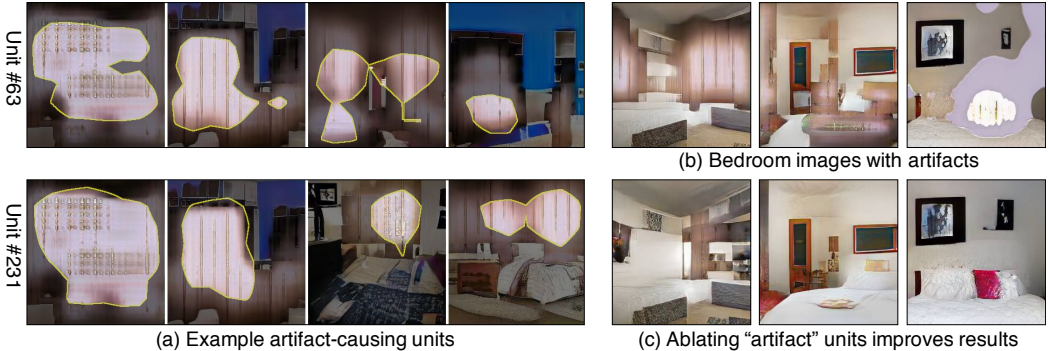 Unit #63
Unit #231
(a) Example artifact-causing units
(b) Bedroom images with artifacts
(c) Ablating “artifact” units improves results